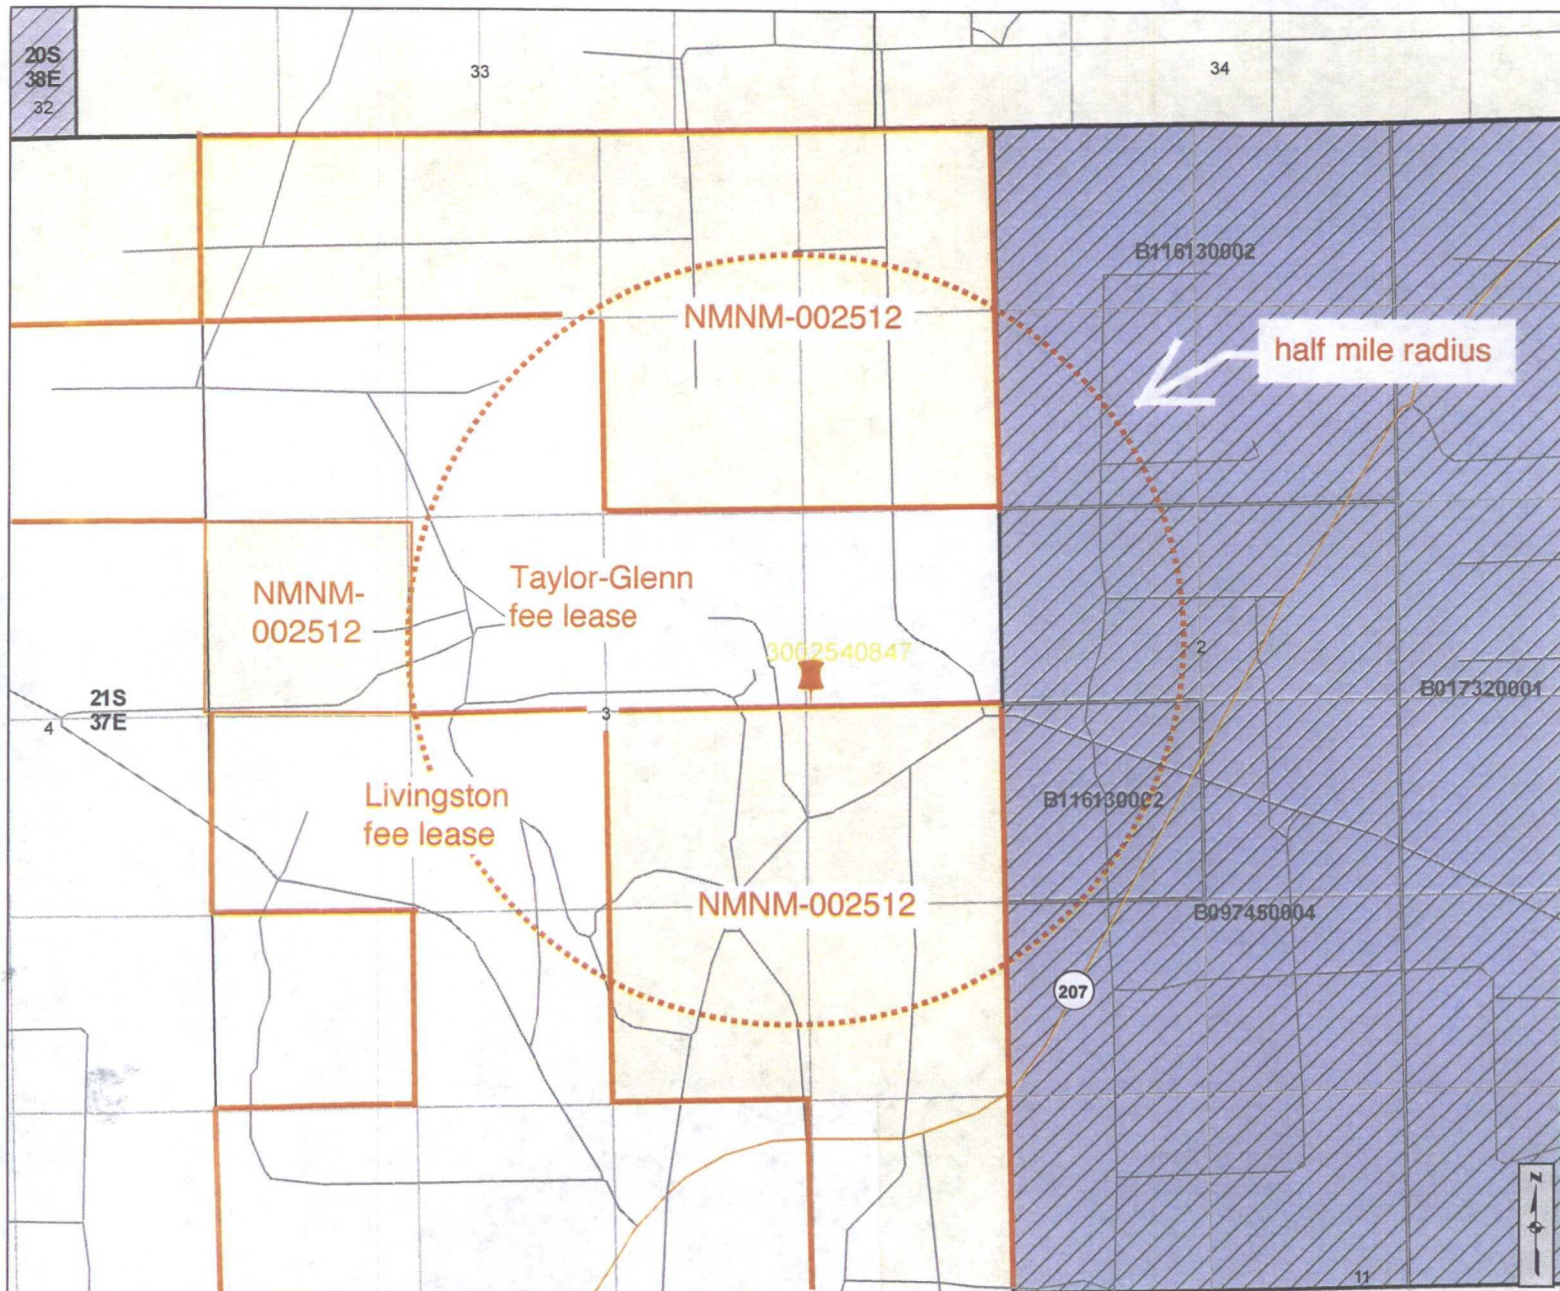 20S
38E
32
33
34
B116130002
NMNM-002512
half mile radius
NMNM-
002512
Taylor-Glenn
fee lease
3002540847
2
B017320001
21S
37E
4
3
Livingston
fee lease
B116130002
NMNM-002512
B097450004
207
N
11